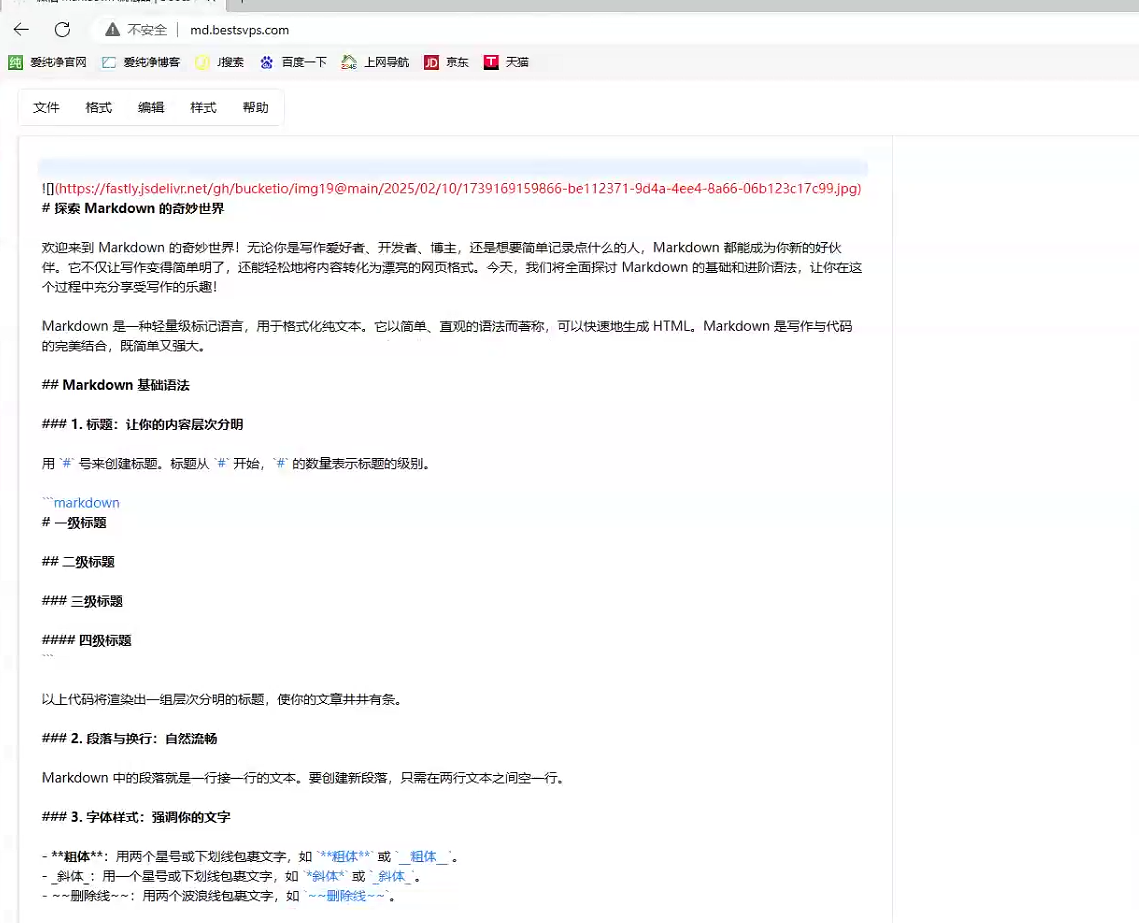 不安全 md.bestsvps.com
爱纯净官网 爱纯净博客 J搜索 百度一下 上网导航 JD 京东 T 天猫
文件 格式 编辑 样式 帮助
![](https://fastly.jsdelivr.net/gh/bucketio/img19@main/2025/02/10/1739169159866-be112371-9d4a-4ee4-8a66-06b123c17c99.jpg)
# 探索 Markdown 的奇妙世界
欢迎来到 Markdown 的奇妙世界！无论你是写作爱好者、开发者、博主，还是想要简单记录点什么的人，Markdown 都能成为你新的好伙
伴。它不仅让写作变得简单明了，还能轻松地将内容转化为漂亮的网页格式。今天，我们将全面探讨 Markdown 的基础和进阶语法，让你在这
个过程中充分享受写作的乐趣！
Markdown 是一种轻量级标记语言，用于格式化纯文本。它以简单、直观的语法而著称，可以快速地生成 HTML。Markdown 是写作与代码
的完美结合，既简单又强大。
## Markdown 基础语法
### 1. 标题：让你的内容层次分明
用 `#` 号来创建标题。标题从 `#` 开始，`#` 的数量表示标题的级别。
```markdown
# 一级标题
## 二级标题
### 三级标题
#### 四级标题
```
以上代码将渲染出一组层次分明的标题，使你的文章井井有条。
### 2. 段落与换行：自然流畅
Markdown 中的段落就是一行接一行的文本。要创建新段落，只需在两行文本之间空一行。
### 3. 字体样式：强调你的文字
- **粗体**：用两个星号或下划线包裹文字，如 `**粗体**` 或 `__粗体__`。
- _斜体_：用一个星号或下划线包裹文字，如 `*斜体*` 或 `_斜体_`。
- ~~删除线~~：用两个波浪线包裹文字，如 `~~删除线~~`。